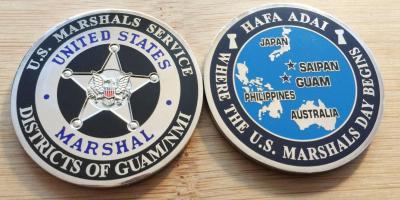 U.S. MARSHALS SERVICE
UNITED STATES
MARSHAL
DISTRICTS OF GUAM/NMI
HAFA ADAI
JAPAN
SAIPAN
GUAM
PHILIPPINES
AUSTRALIA
WHERE THE U.S. MARSHALS DAY BEGINS